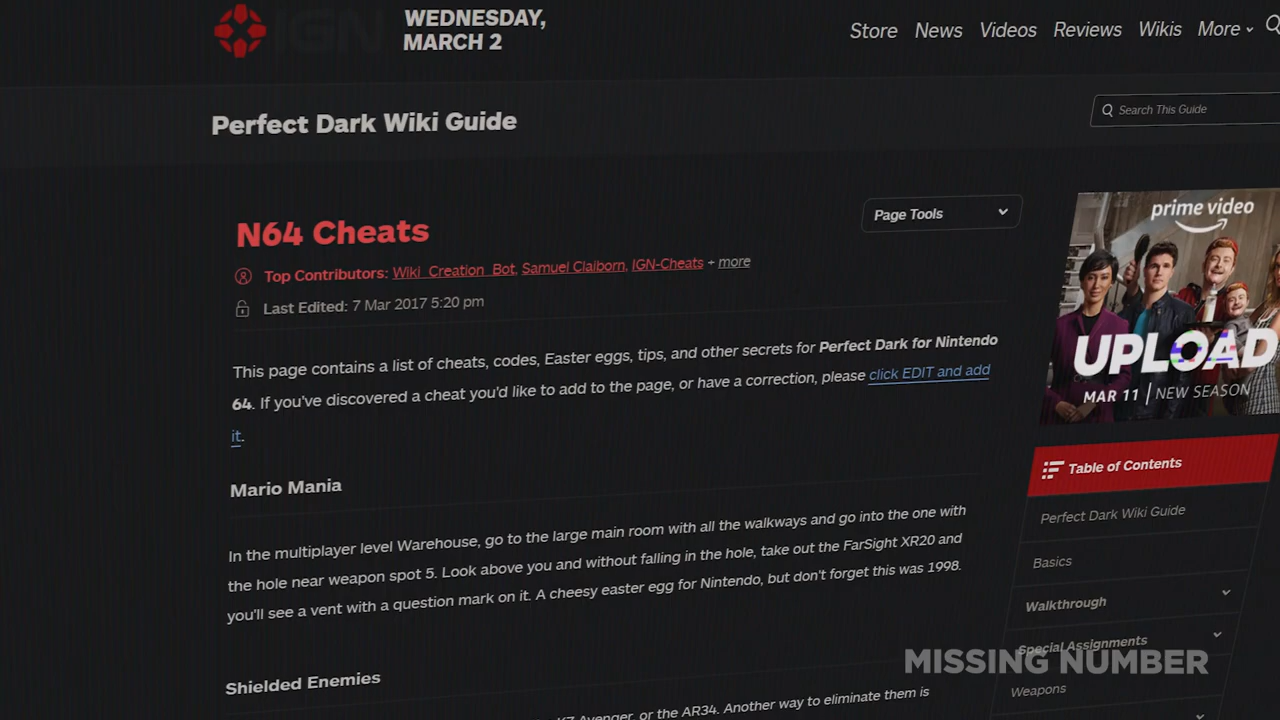 IGN
WEDNESDAY,
MARCH 2
Store News Videos Reviews Wikis More
Perfect Dark Wiki Guide
Search This Guide
N64 Cheats
Page Tools
Top Contributors: Wiki_Creation_Bot, Samuel Claiborn, IGN-Cheats + more
Last Edited: 7 Mar 2017 5:20 pm
This page contains a list of cheats, codes, Easter eggs, tips, and other secrets for Perfect Dark for Nintendo
64. If you've discovered a cheat you'd like to add to the page, or have a correction, please click EDIT and add
it.
Mario Mania
In the multiplayer level Warehouse, go to the large main room with all the walkways and go into the one with
the hole near weapon spot 5. Look above you and without falling in the hole, take out the FarSight XR20 and
you'll see a vent with a question mark on it. A cheesy easter egg for Nintendo, but don't forget this was 1998.
Shielded Enemies
Avenger, or the AR34. Another way to eliminate them is
prime video
UPLOAD
MAR 11 | NEW SEASON
Table of Contents
Perfect Dark Wiki Guide
Basics
Walkthrough
Special Assignments
Weapons
MISSING NUMBER